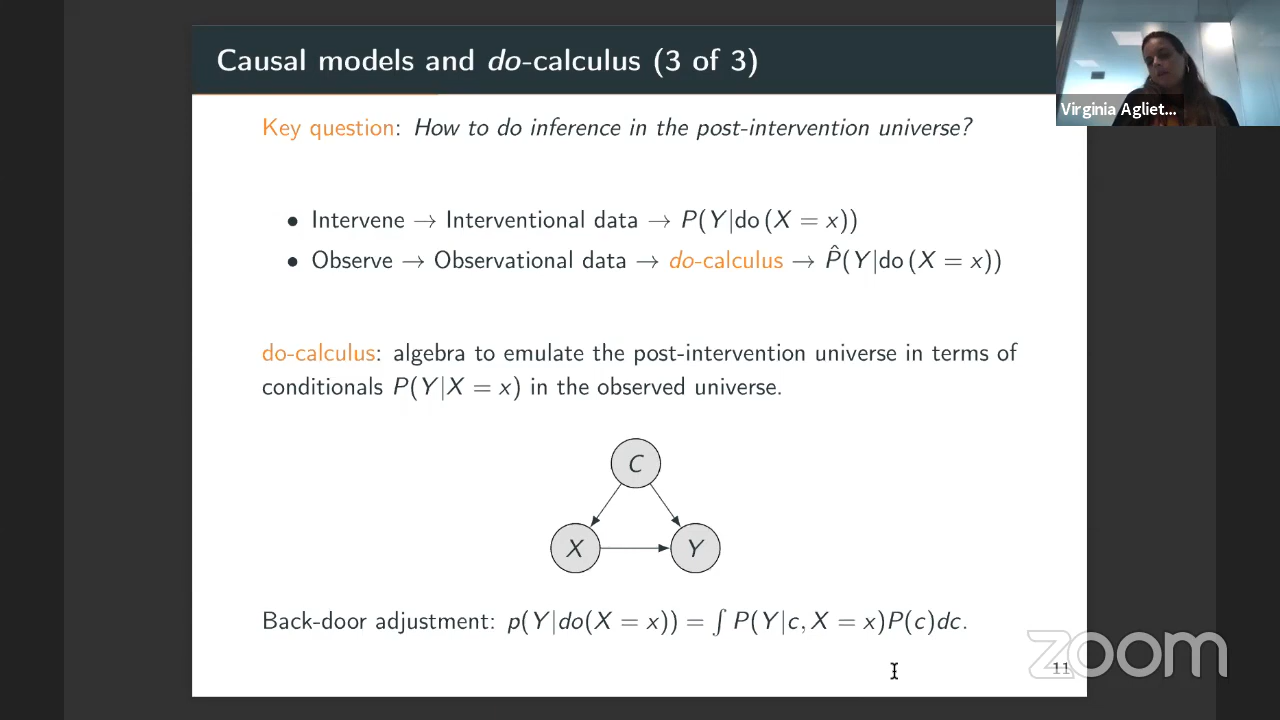 Causal models and do-calculus (3 of 3)
Virginia Agliet...
Key question: How to do inference in the post-intervention universe?
• Intervene → Interventional data → P(Y|do (X = x))
• Observe → Observational data → do-calculus → P̂(Y|do (X = x))
do-calculus: algebra to emulate the post-intervention universe in terms of
conditionals P(Y|X = x) in the observed universe.
C
X Y
Back-door adjustment: p(Y|do(X = x)) = ∫ P(Y|c, X = x)P(c)dc.
zoom
11